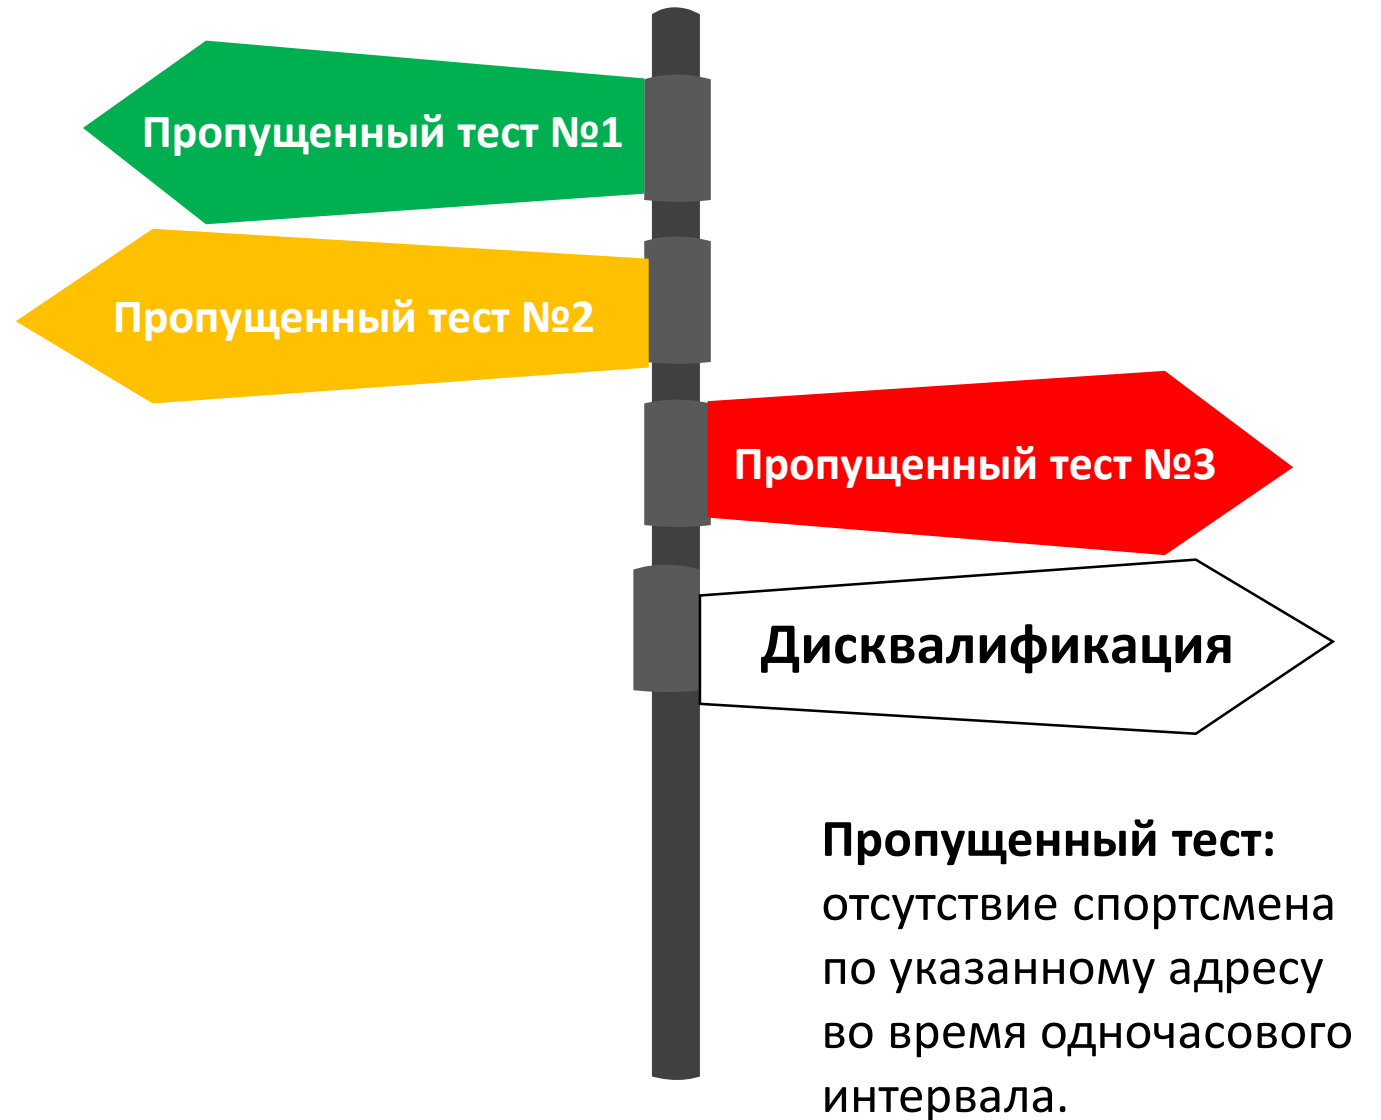 Пропущенный тест №1
Пропущенный тест №2
Пропущенный тест №3
Дисквалификация
Пропущенный тест:
отсутствие спортсмена
по указанному адресу
во время одночасового
интервала.